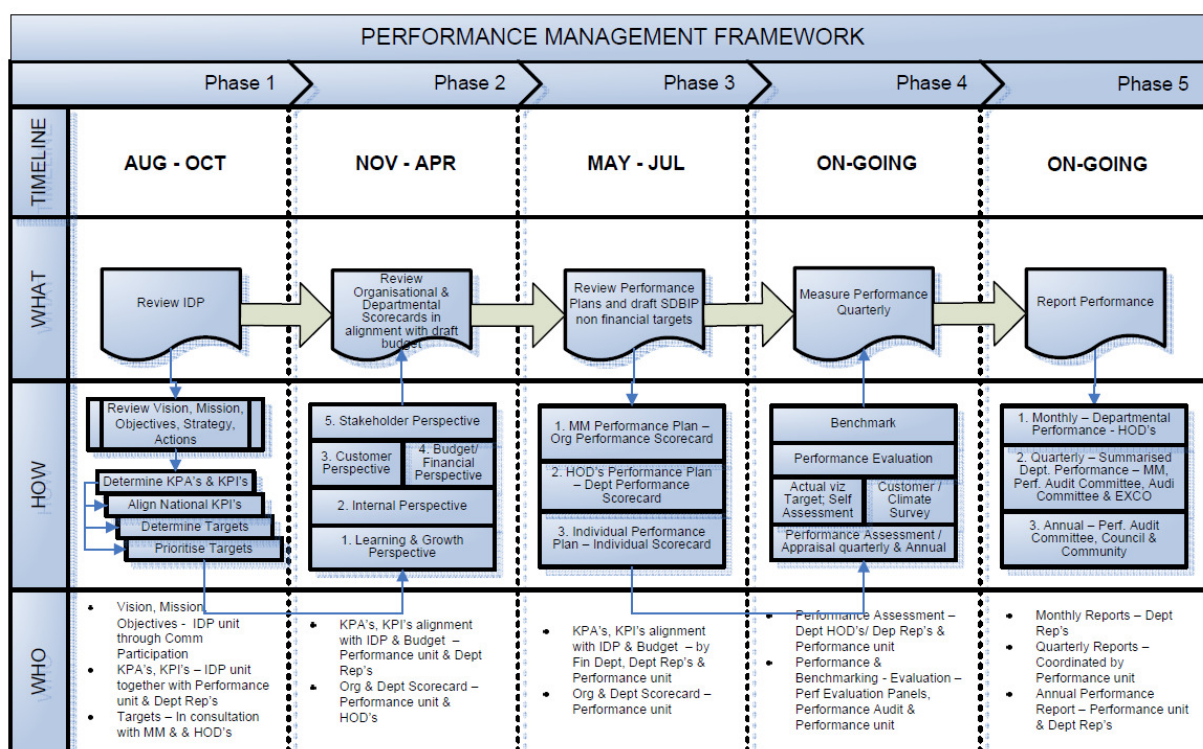 PERFORMANCE MANAGEMENT FRAMEWORK
Phase 1
Phase 2
Phase 3
Phase 4
Phase 5
TIMELINE
AUG - OCT
NOV - APR
MAY - JUL
ON-GOING
ON-GOING
WHAT
Review IDP
Review
Organisational &
Departmental
Scorecards in
alignment with draft
budget
Review Performance
Plans and draft SDBIP
non financial targets
Measure Performance
Quarterly
Report Performance
HOW
Review Vision, Mission,
Objectives, Strategy,
Actions
Determine KPA's & KPI's
Align National KPI's
Determine Targets
Prioritise Targets
5. Stakeholder Perspective
3. Customer
Perspective
4. Budget/
Financial
Perspective
2. Internal Perspective
1. Learning & Growth
Perspective
1. MM Performance Plan –
Org Performance Scorecard
2. HOD's Performance Plan
– Dept Performance
Scorecard
3. Individual Performance
Plan – Individual Scorecard
Benchmark
Performance Evaluation
Actual viz
Target; Self
Assessment
Customer /
Climate
Survey
Performance Assessment /
Appraisal quarterly & Annual
1. Monthly – Departmental
Performance - HOD's
2. Quarterly – Summarised
Dept. Performance – MM,
Perf. Audit Committee, Audi
Committee & EXCO
3. Annual – Perf. Audit
Committee, Council &
Community
WHO
• Vision, Mission
Objectives - IDP unit
through Comm
Participation
• KPA's, KPI's – IDP unit
together with Performance
unit & Dept Rep's
• Targets – In consultation
with MM & & HOD's
• KPA's, KPI's alignment
with IDP & Budget –
Performance unit & Dept
Rep's
• Org & Dept Scorecard –
Performance unit &
HOD's
• KPA's, KPI's alignment
with IDP & Budget – by
Fin Dept, Dept Rep's &
Performance unit
• Org & Dept Scorecard –
Performance unit
• Performance Assessment –
Dept HOD's/ Dep Rep's &
Performance unit
• Performance &
Benchmarking - Evaluation –
Perf Evaluation Panels,
Performance Audit &
Performance unit
• Monthly Reports – Dept
Rep's
• Quarterly Reports –
Coordinated by
Performance unit
• Annual Performance
Report – Performance unit
& Dept Rep's